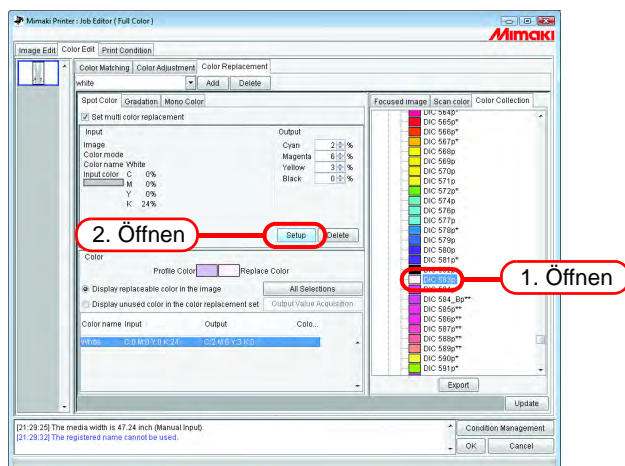 Mimaki Printer : Job Editor ( Full Color )
Mimaki
Image Edit Color Edit Print Condition
Color Matching Color Adjustment Color Replacement
white Add Delete
Spot Color Gradation Mono Color
Set multi color replacement
Input Output
Image Cyan 2 %
Color mode Magenta 6 %
Color name White Yellow 3 %
Input color C 0% Black 0 %
M 0%
Y 0%
K 24%
2. Öffnen
Setup Delete
Color
Profile Color Replace Color
Display replaceable color in the image All Selections
Display unused color in the color replacement set Output Value Acquisition
Color name Input Output Colo...
White C:0 M:0 Y:0 K:24 C:2 M:6 Y:3 K:0
Focused image Scan color Color Collection
DIC 564p*
DIC 565p*
DIC 566p*
DIC 567p*
DIC 568p
DIC 569p
DIC 570p
DIC 571p
DIC 572p*
DIC 574p
DIC 576p
DIC 577p
DIC 578p*
DIC 579p
DIC 580p
DIC 581p*
DIC 583p
1. Öffnen
DIC 584_Bp**
DIC 585p**
DIC 586p**
DIC 587p**
DIC 588p**
DIC 589p**
DIC 590p*
DIC 591p*
Export
Update
[21:29:25] The media width is 47.24 inch (Manual Input).
[21:29:32] The registered name cannot be used.
Condition Management
OK Cancel